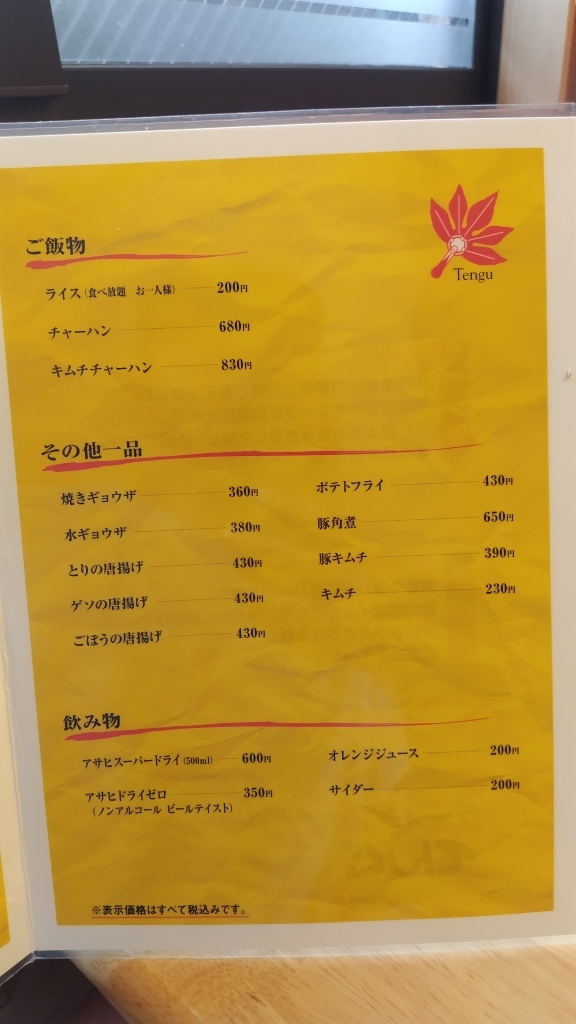 Tengu
ご飯物
ライス(食べ放題 お一人様) 200円
チャーハン 680円
キムチチャーハン 830円
その他一品
焼きギョウザ 360円
水ギョウザ 380円
とりの唐揚げ 430円
ゲソの唐揚げ 430円
ごぼうの唐揚げ 430円
ポテトフライ 430円
豚角煮 650円
豚キムチ 390円
キムチ 230円
飲み物
アサヒスーパードライ(500ml) 600円
アサヒドライゼロ 350円
(ノンアルコール ビールテイスト)
オレンジジュース 200円
サイダー 200円
※表示価格はすべて税込みです。